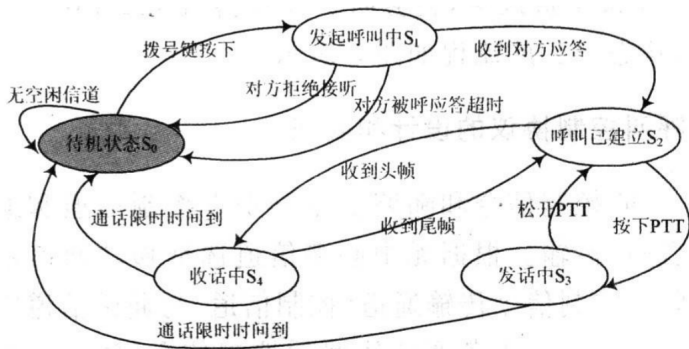 发起呼叫中S₁
拨号键按下
收到对方应答
无空闲信道
对方拒绝接听
对方被呼应答超时
待机状态S₀
呼叫已建立S₂
收到头帧
通话限时时间到
收到尾帧
松开PTT
按下PTT
收话中S₄
发话中S₃
通话限时时间到